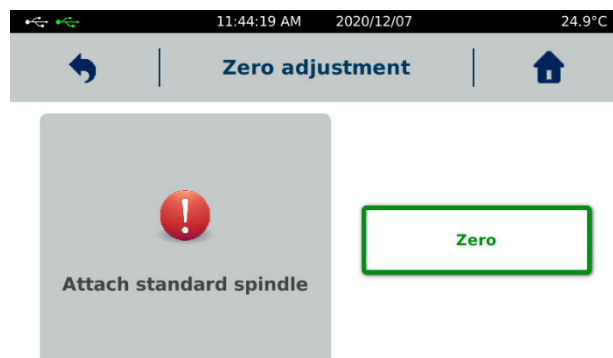 11:44:19 AM 2020/12/07 24.9°C
Zero adjustment
Attach standard spindle
Zero